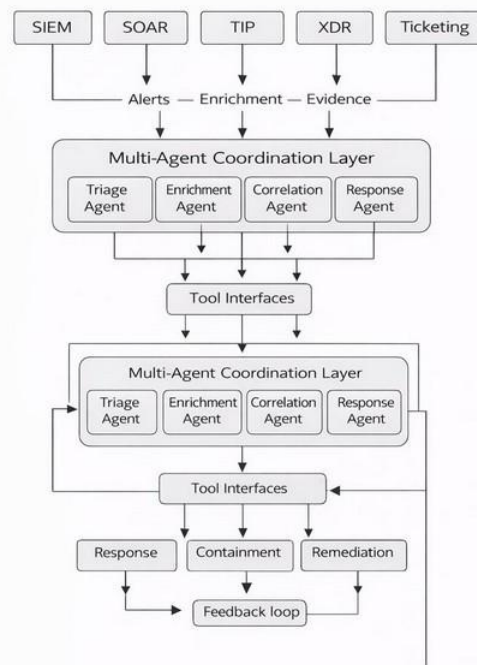 SIEM SOAR TIP XDR Ticketing
Alerts Enrichment Evidence
Multi-Agent Coordination Layer
Triage Agent
Enrichment Agent
Correlation Agent
Response Agent
Tool Interfaces
Multi-Agent Coordination Layer
Triage Agent
Enrichment Agent
Correlation Agent
Response Agent
Tool Interfaces
Response Containment Remediation
Feedback loop